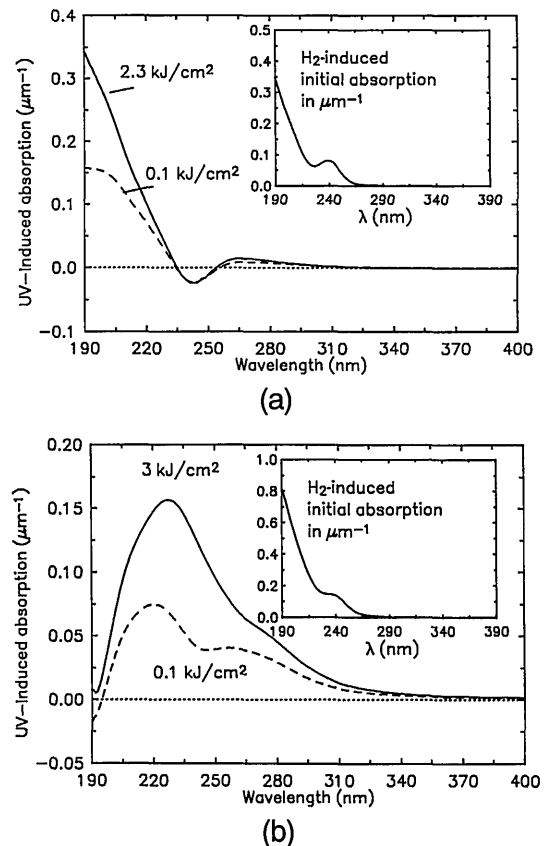 UV–Induced absorption (μm⁻¹)
0.4
0.3
0.2
0.1
0.0
−0.1
2.3 kJ/cm²
0.1 kJ/cm²
0.5
0.4
0.3
0.2
0.1
0.0
H₂-induced
initial absorption
in μm⁻¹
190 240 290 340 390
λ (nm)
190 220 250 280 310 340 370 400
Wavelength (nm)
(a)
UV–Induced absorption (μm⁻¹)
0.20
0.15
0.10
0.05
0.00
−0.05
3 kJ/cm²
0.1 kJ/cm²
1.0
0.8
0.6
0.4
0.2
0.0
H₂-induced
initial absorption
in μm⁻¹
190 240 290 340 390
λ (nm)
190 220 250 280 310 340 370 400
Wavelength (nm)
(b)